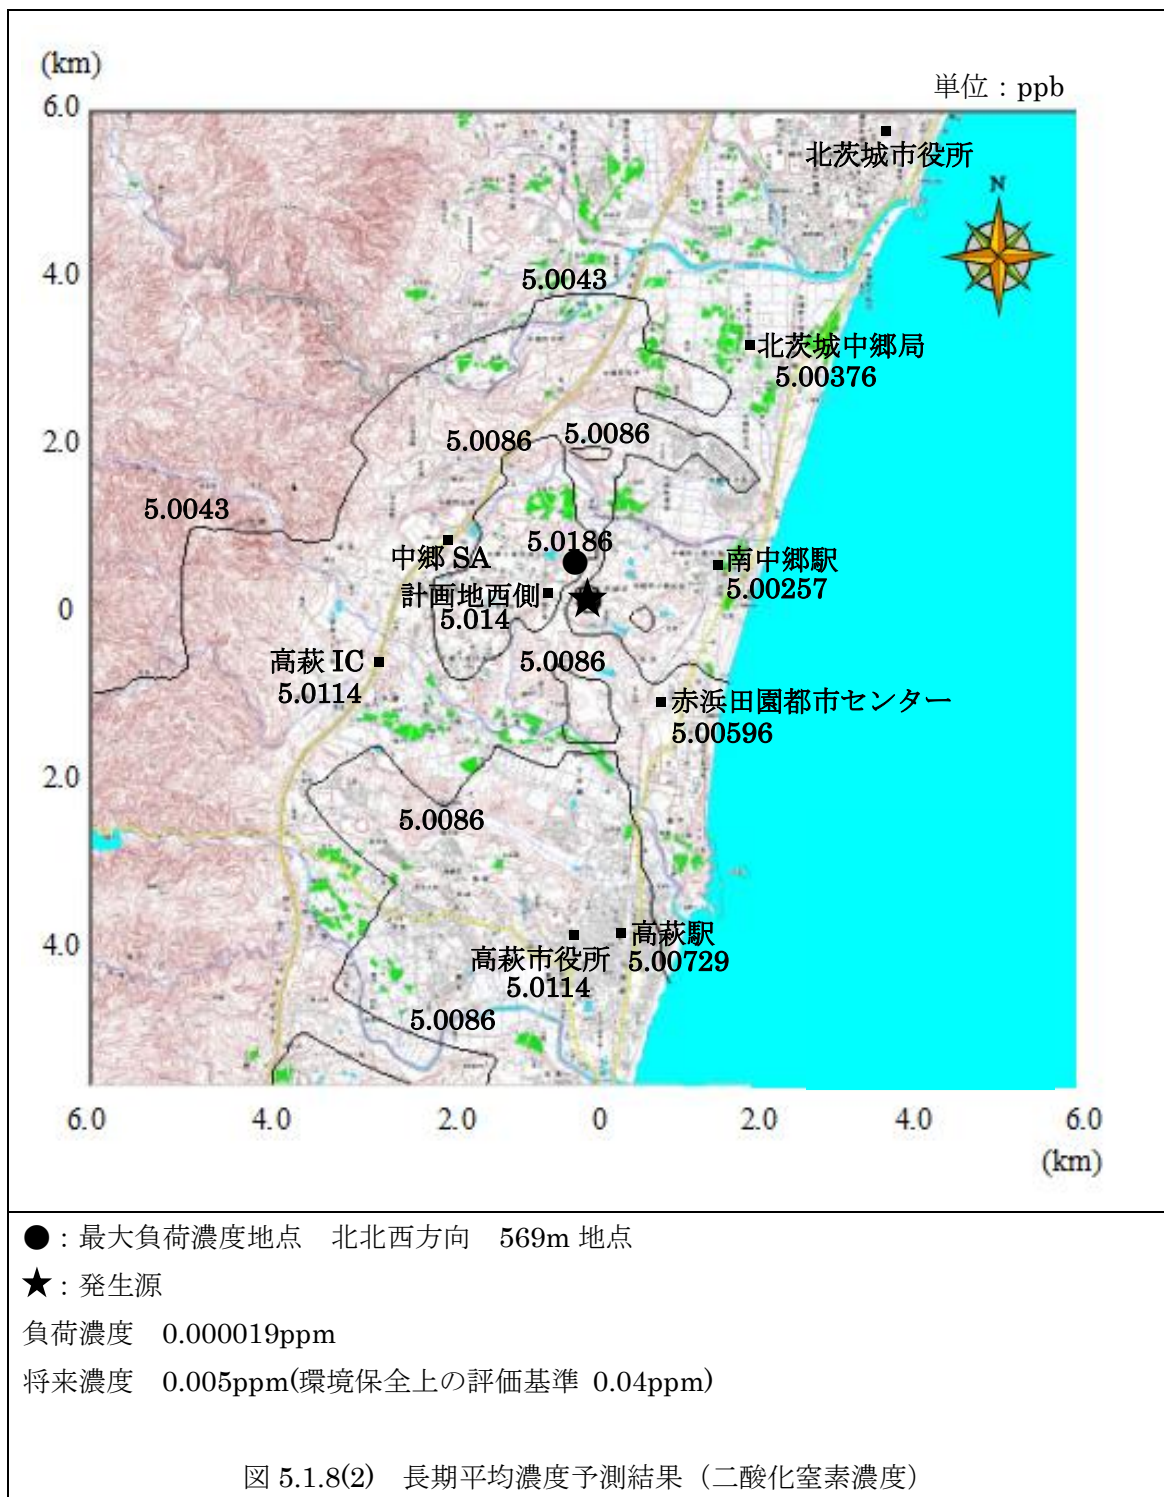 (km)
単位：ppb
6.0
北茨城市役所
N
4.0
5.0043
北茨城中郷局
5.00376
2.0
5.0086
5.0086
5.0043
5.0186
中郷 SA
南中郷駅
5.00257
計画地西側
5.014
0
高萩 IC
5.0114
5.0086
赤浜田園都市センター
5.00596
2.0
5.0086
4.0
高萩駅
5.00729
高萩市役所
5.0114
5.0086
6.0 4.0 2.0 0 2.0 4.0 6.0
(km)
●：最大負荷濃度地点　北北西方向　569m 地点
★：発生源
負荷濃度　0.000019ppm
将来濃度　0.005ppm(環境保全上の評価基準 0.04ppm)
図 5.1.8(2)　長期平均濃度予測結果（二酸化窒素濃度）